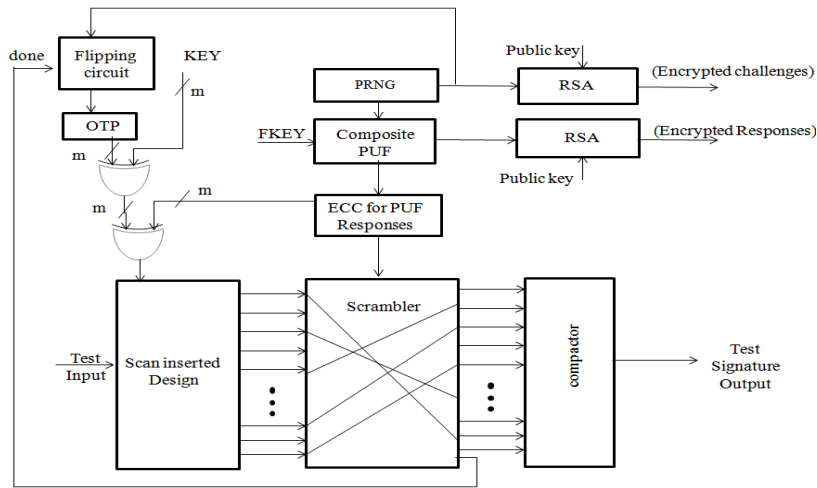 done
Flipping
circuit
KEY
m
OTP
m
m
m
PRNG
Public key
RSA
(Encrypted challenges)
FKEY
Composite
PUF
RSA
(Encrypted Responses)
Public key
ECC for PUF
Responses
Test
Input
Scan inserted
Design
Scrambler
compactor
Test
Signature
Output